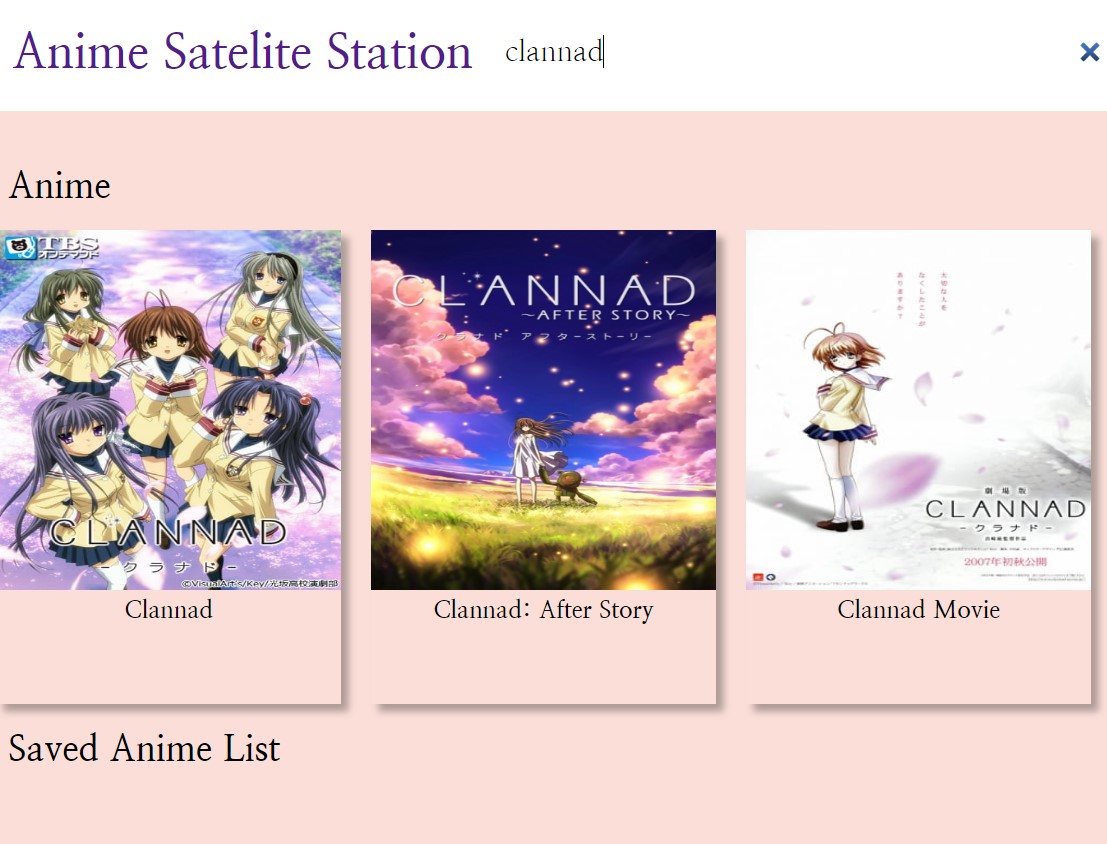 Anime Satelite Station
clannad
Anime
TBS
オンデマンド
CLANNAD
－クラナド－
©VisualArt's/Key/光坂高校演劇部
Clannad
CLANNAD
～AFTER STORY～
クラナド アフターストーリー
Clannad: After Story
大切な人を
なくしたことが
ありますか？
劇場版
CLANNAD
－クラナド－
2007年初秋公開
Clannad Movie
Saved Anime List